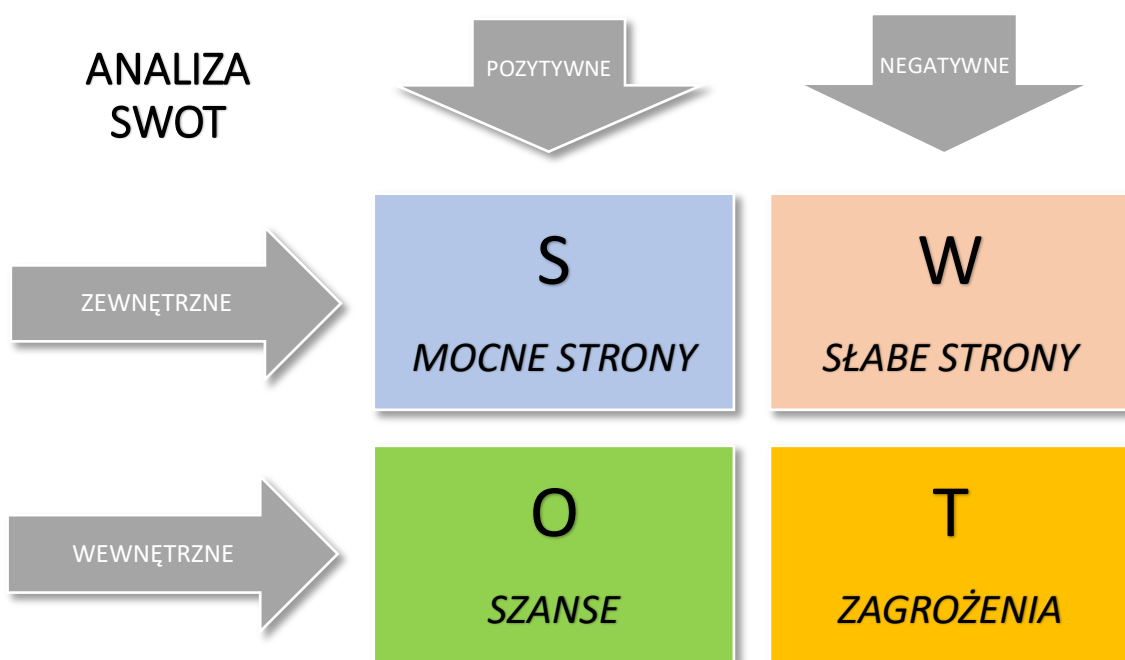 ANALIZA
SWOT
POZYTYWNE
NEGATYWNE
ZEWNĘTRZNE
S
MOCNE STRONY
W
SŁABE STRONY
WEWNĘTRZNE
O
SZANSE
T
ZAGROŻENIA